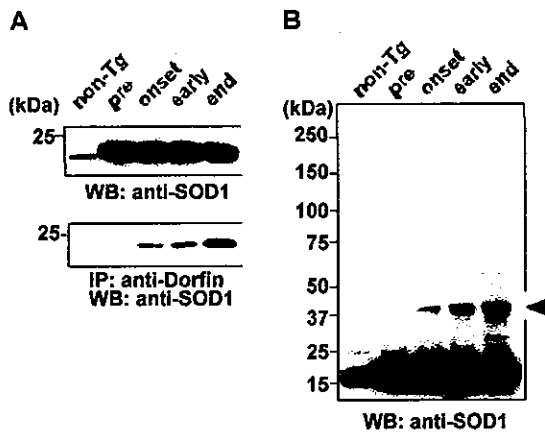 A
non-Tg pre onset early end
(kDa)
25-
WB: anti-SOD1
25-
IP: anti-Dorfin
WB: anti-SOD1
B
non-Tg pre onset early end
(kDa)
250-
150-
100-
75-
50-
37-
25-
15-
WB: anti-SOD1